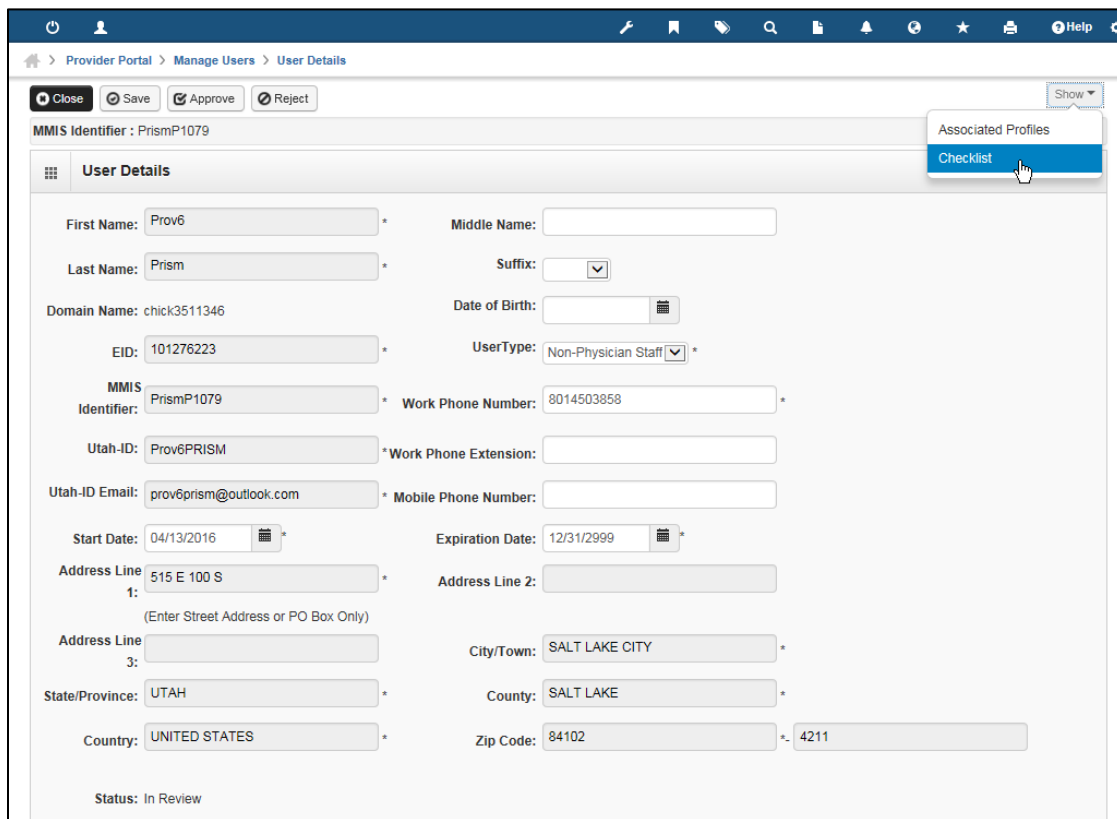 Help
Provider Portal > Manage Users > User Details
Close Save Approve Reject Show
MMIS Identifier : PrismP1079
Associated Profiles
Checklist
User Details
First Name: Prov6 * Middle Name:
Last Name: Prism * Suffix:
Domain Name: chick3511346 Date of Birth:
EID: 101276223 * UserType: Non-Physician Staff *
MMIS
Identifier: PrismP1079 * Work Phone Number: 8014503858 *
Utah-ID: Prov6PRISM * Work Phone Extension:
Utah-ID Email: prov6prism@outlook.com * Mobile Phone Number:
Start Date: 04/13/2016 * Expiration Date: 12/31/2999 *
Address Line
1: 515 E 100 S * Address Line 2:
(Enter Street Address or PO Box Only)
Address Line
3: City/Town: SALT LAKE CITY *
State/Province: UTAH * County: SALT LAKE *
Country: UNITED STATES * Zip Code: 84102 *- 4211
Status: In Review